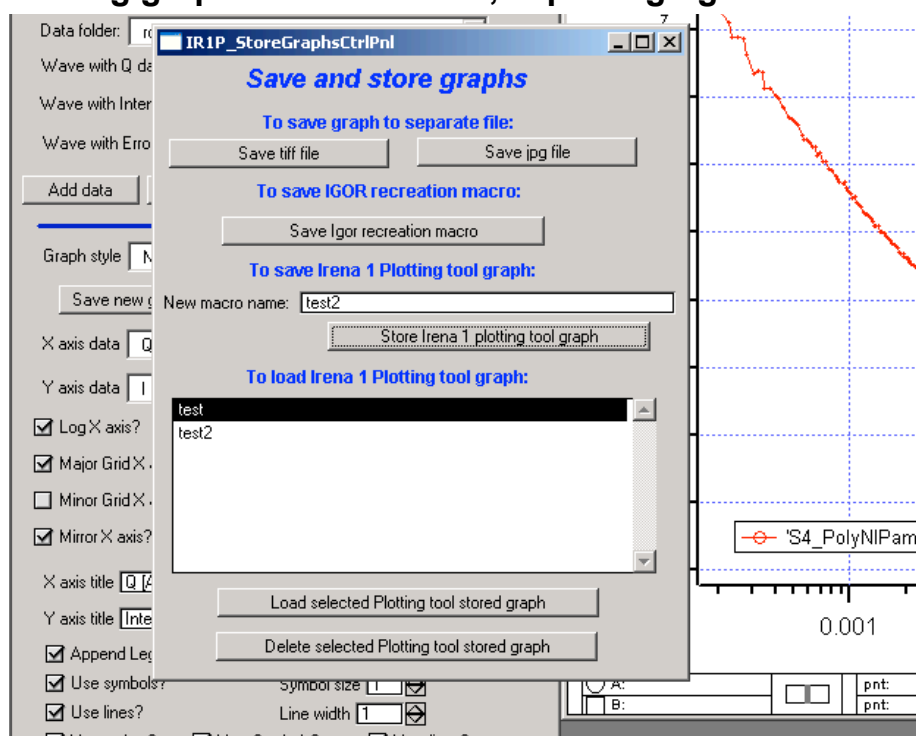 Data folder:
IR1P_StoreGraphsCtrlPnl
Wave with Q da
Save and store graphs
Wave with Inter
To save graph to separate file:
Wave with Erro
Save tiff file
Save jpg file
Add data
To save IGOR recreation macro:
Save Igor recreation macro
Graph style
To save Irena 1 Plotting tool graph:
Save new
New macro name: test2
Store Irena 1 plotting tool graph
X axis data Q
To load Irena 1 Plotting tool graph:
Y axis data I
test
Log X axis?
test2
Major Grid X
Minor Grid X
Mirror X axis?
'S4_PolyNIPam
X axis title Q [A
Load selected Plotting tool stored graph
Y axis title Inte
0.001
Delete selected Plotting tool stored graph
Append Leg
Use symbols?
Symbol size 1
A:
pnt:
Use lines?
Line width 1
B:
pnt: